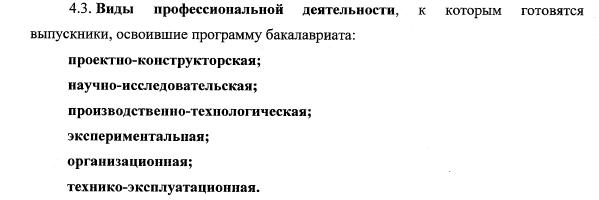 4.3. Виды профессиональной деятельности, к которым готовятся
выпускники, освоившие программу бакалавриата:
проектно-конструкторская;
научно-исследовательская;
производственно-технологическая;
экспериментальная;
организационная;
технико-эксплуатационная.